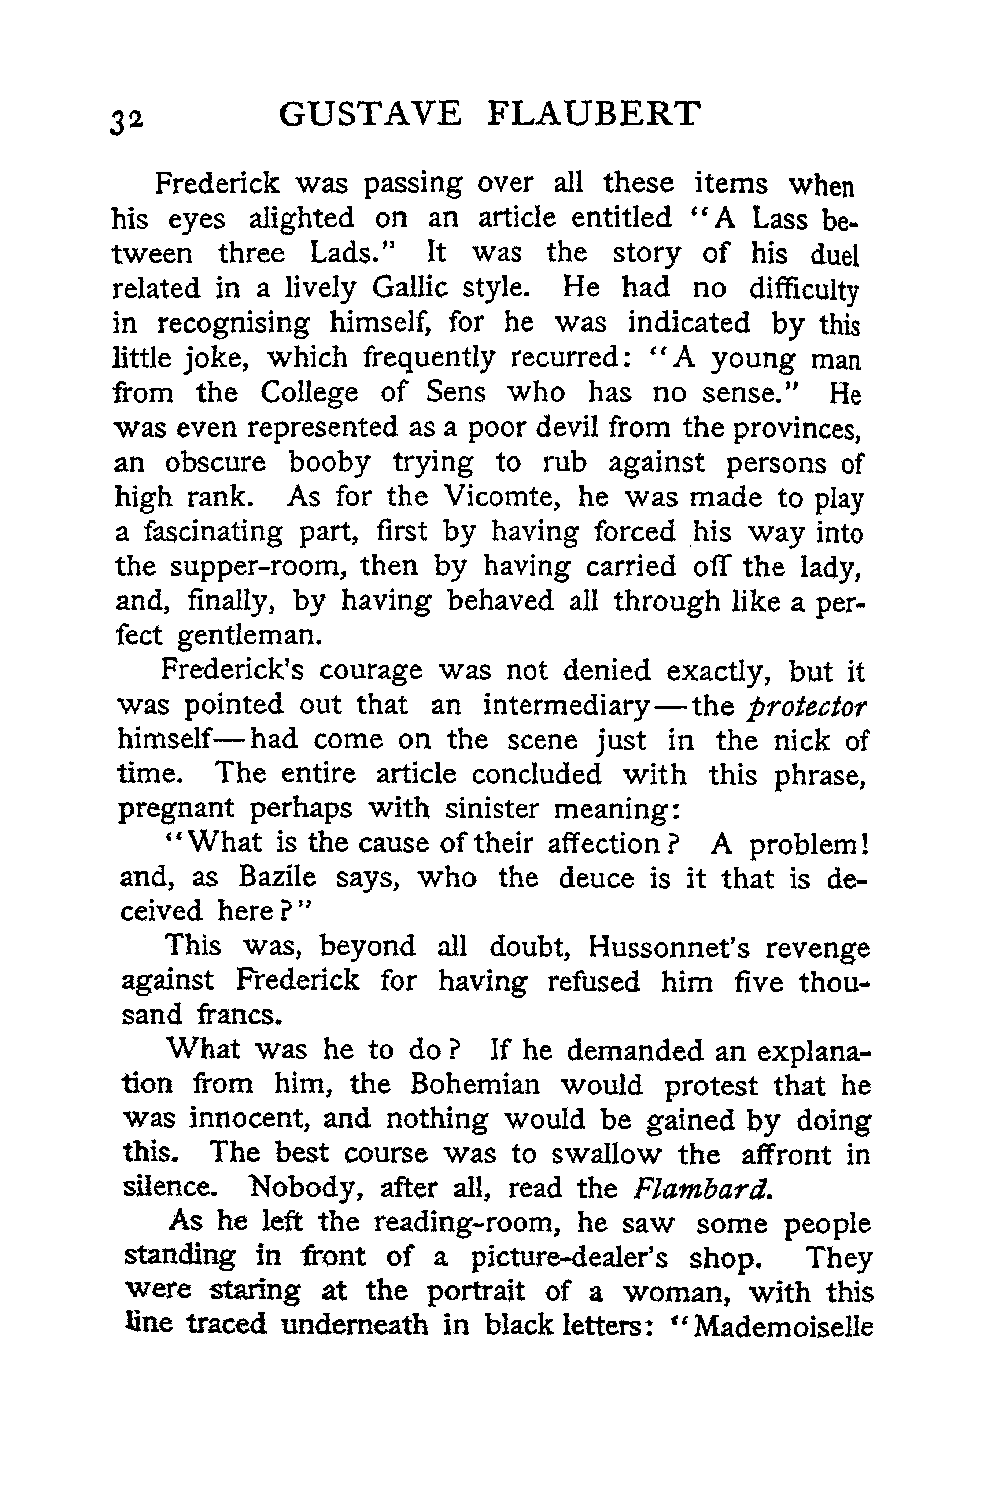 32 GUSTAVE FLAUBERT
Frederick was passing over all these items when
his eyes alighted on an article entitled "A Lass be-
tween three Lads." It was the story of his duel
related in a lively Gallic style. He had no difficulty
in recognising himself, for he was indicated by this
little joke, which frequently recurred: "A young man
from the College of Sens who has no sense." He
was even represented as a poor devil from the provinces,
an obscure booby trying to rub against persons of
high rank. As for the Vicomte, he was made to play
a fascinating part, first by having forced his way into
the supper-room, then by having carried off the lady,
and, finally, by having behaved all through like a per-
fect gentleman.
Frederick's courage was not denied exactly, but it
was pointed out that an intermediary—the protector
himself—had come on the scene just in the nick of
time. The entire article concluded with this phrase,
pregnant perhaps with sinister meaning:
"What is the cause of their affection? A problem!
and, as Bazile says, who the deuce is it that is de-
ceived here?"
This was, beyond all doubt, Hussonnet's revenge
against Frederick for having refused him five thou-
sand francs.
What was he to do? If he demanded an explana-
tion from him, the Bohemian would protest that he
was innocent, and nothing would be gained by doing
this. The best course was to swallow the affront in
silence. Nobody, after all, read the Flambard.
As he left the reading-room, he saw some people
standing in front of a picture-dealer's shop. They
were staring at the portrait of a woman, with this
line traced underneath in black letters: "Mademoiselle